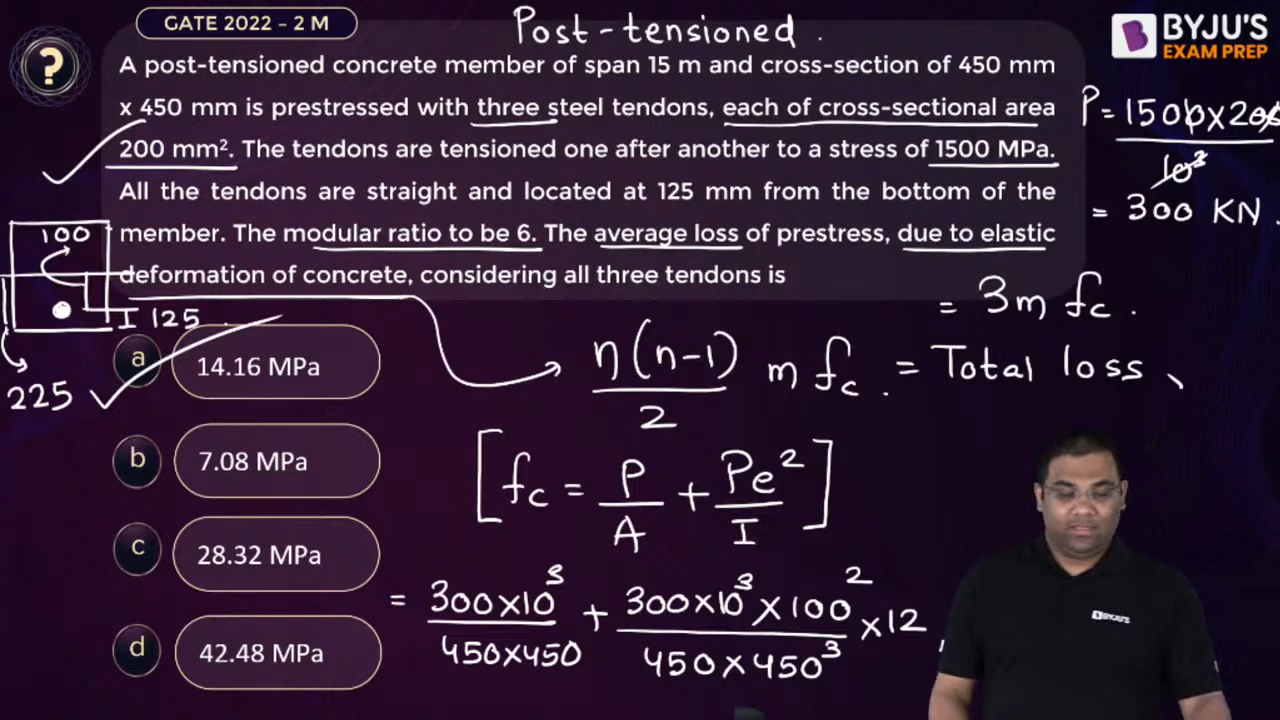 GATE 2022 – 2 M
Post-tensioned.
BYJU'S
EXAM PREP
?
A post-tensioned concrete member of span 15 m and cross-section of 450 mm
x 450 mm is prestressed with three steel tendons, each of cross-sectional area
200 mm². The tendons are tensioned one after another to a stress of 1500 MPa.
All the tendons are straight and located at 125 mm from the bottom of the
member. The modular ratio to be 6. The average loss of prestress, due to elastic
deformation of concrete, considering all three tendons is
P = 1500x200
10³
= 300 KN.
100
I 125
225
a 14.16 MPa
b 7.08 MPa
c 28.32 MPa
d 42.48 MPa
= 3m fc.
n(n-1)/2 m fc. = Total loss
[fc = P/A + Pe²/I]
= 300x10³/450x450 + 300x10³x100²/450x450³ x12
BYJU'S